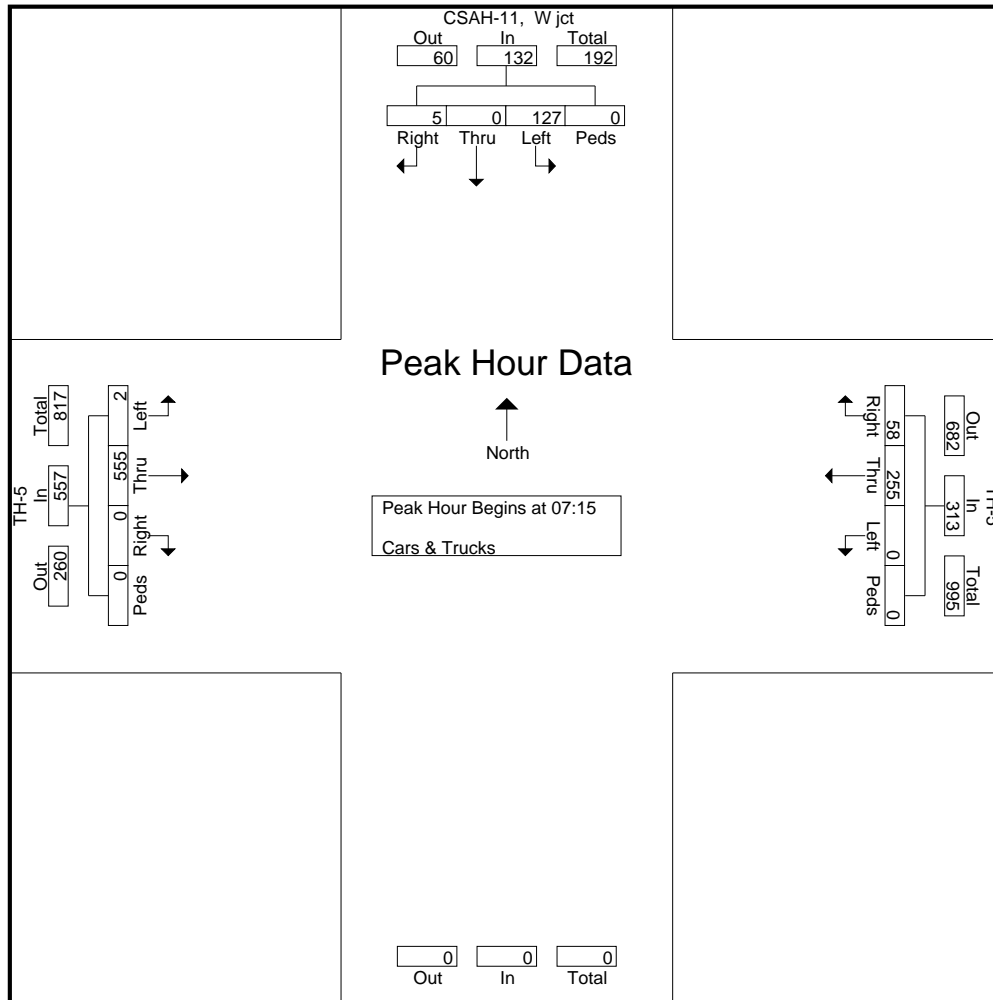 CSAH-11, W jct
Out In Total
60 132 192
5 0 127 0
Right Thru Left Peds
Peak Hour Data
North
Peak Hour Begins at 07:15
Cars & Trucks
TH-5
Total In Out
817 557 260
2 555 0 0
Left Thru Right Peds
Right Thru Left Peds
58 255 0 0
Out In Total
682 313 995
TH-5
0 0 0
Out In Total